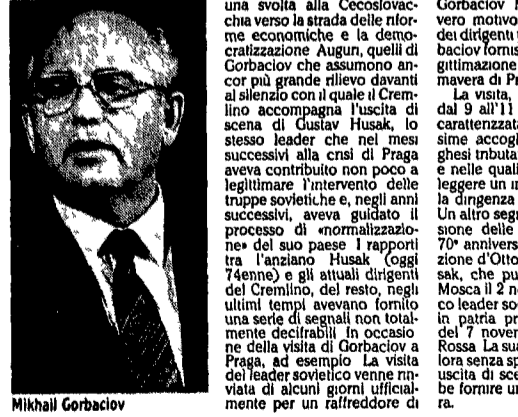 una svolta alla Cecoslovac-
chia verso la strada delle rifor-
me economiche e la demo-
cratizzazione Auguri, quelli di
Gorbaciov che assumono an-
cor più grande rilievo davanti
al silenzio con il quale il Crem-
lino accompagna l'uscita di
scena di Gustav Husak, lo
stesso leader che nei mesi
successivi alla crisi di Praga
aveva contribuito non poco a
legittimare l'intervento delle
truppe sovietiche e, negli anni
successivi, aveva guidato il
processo di «normalizzazio-
ne» del suo paese I rapporti
tra l'anziano Husak (oggi
74enne) e gli attuali dirigenti
del Cremlino, del resto, negli
ultimi tempi avevano fornito
una serie di segnali non total-
mente decifrabili In occasio
ne della visita di Gorbaciov a
Praga, ad esempio La visita
del leader sovietico venne rin-
viata di alcuni giorni ufficial-
mente per un raffreddore di
Mikhail Gorbaciov
Gorbaciov
vero motivo
dei dirigenti
baciov fornis
gittimazione
mavera di Pr
La visita,
dal 9 all'11
caratterizzata
sime accogli
ghesi tributa
e nelle quali
leggere un
la dirigenza
Un altro segn
sione delle
70° annivers
zione d'Otto
sak, che pu
Mosca il 2 n
co leader so
in patria pr
del 7 nover
Rossa La sua
lora senza sp
uscita di sce
be fornire un
ra.